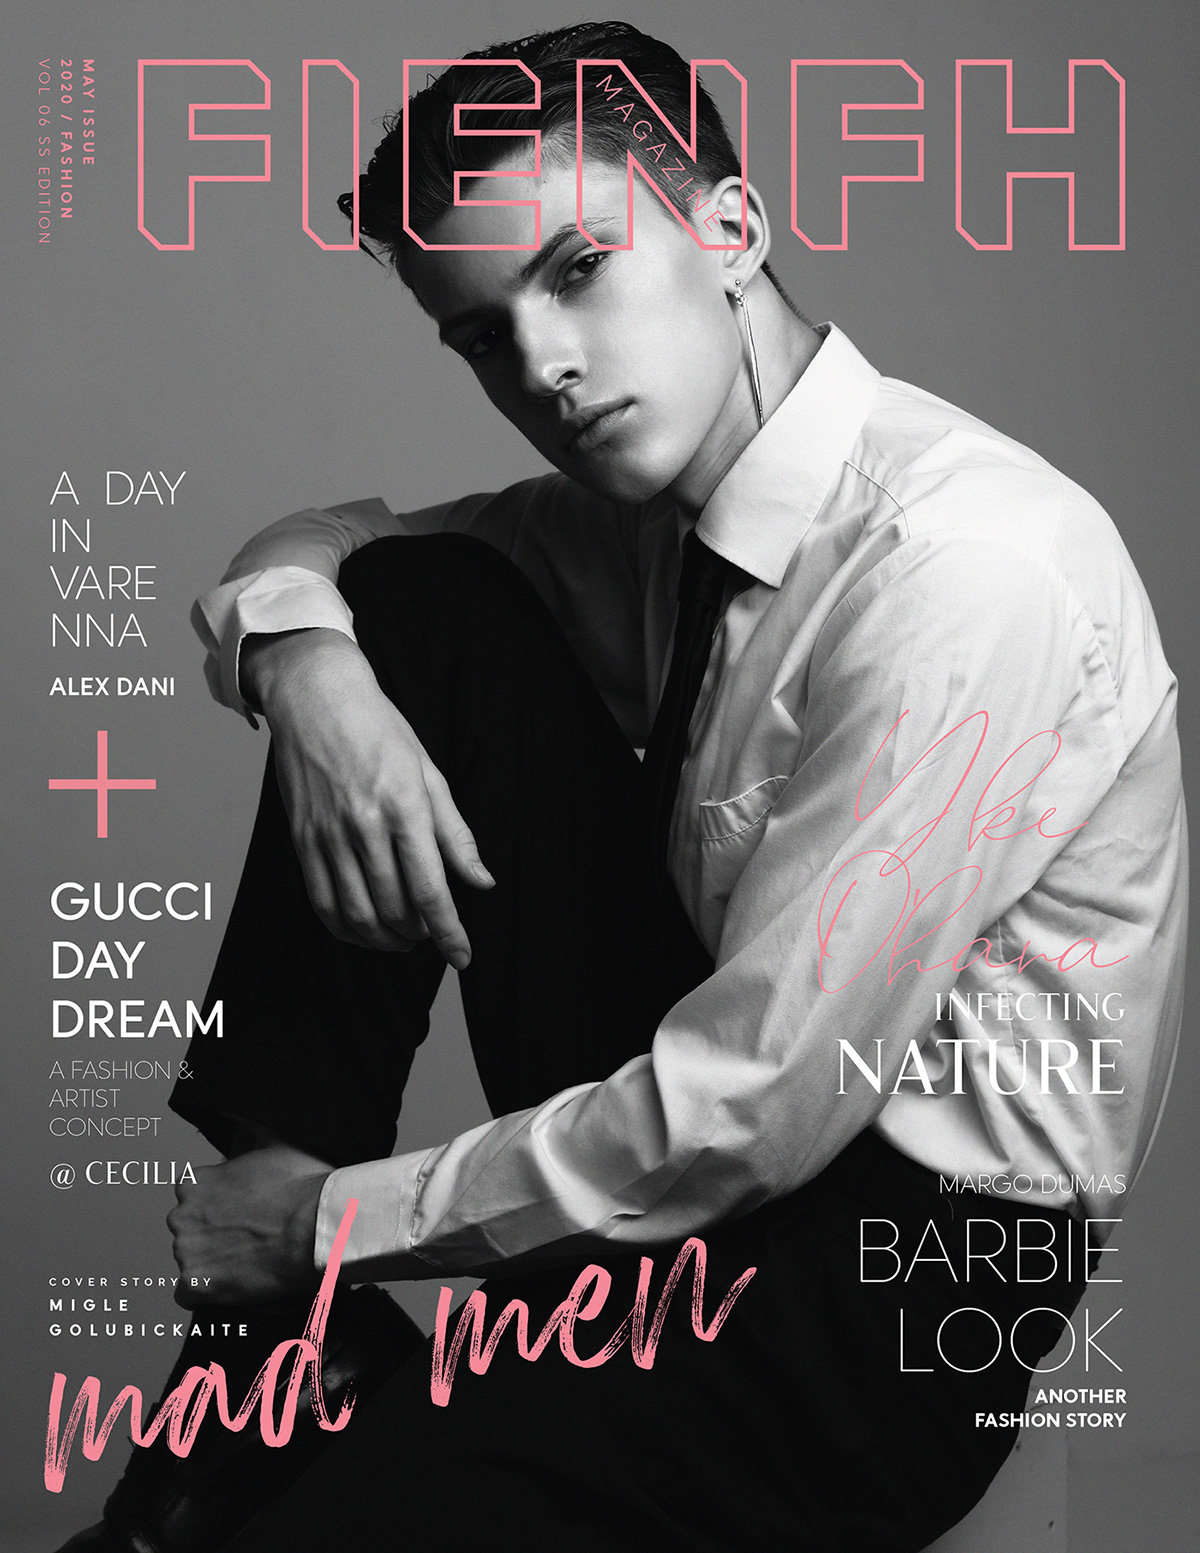 MAY ISSUE
2020 / FASHION
VOL 06 SS EDITION
FIENFH
MAGAZINE
A DAY
IN
VARE
NNA
ALEX DANI
+
GUCCI
DAY
DREAM
A FASHION &
ARTIST
CONCEPT
@ CECILIA
Yke
Ohara
INFECTING
NATURE
MARGO DUMAS
BARBIE
LOOK
ANOTHER
FASHION STORY
COVER STORY BY
MIGLE
GOLUBICKAITE
mad men